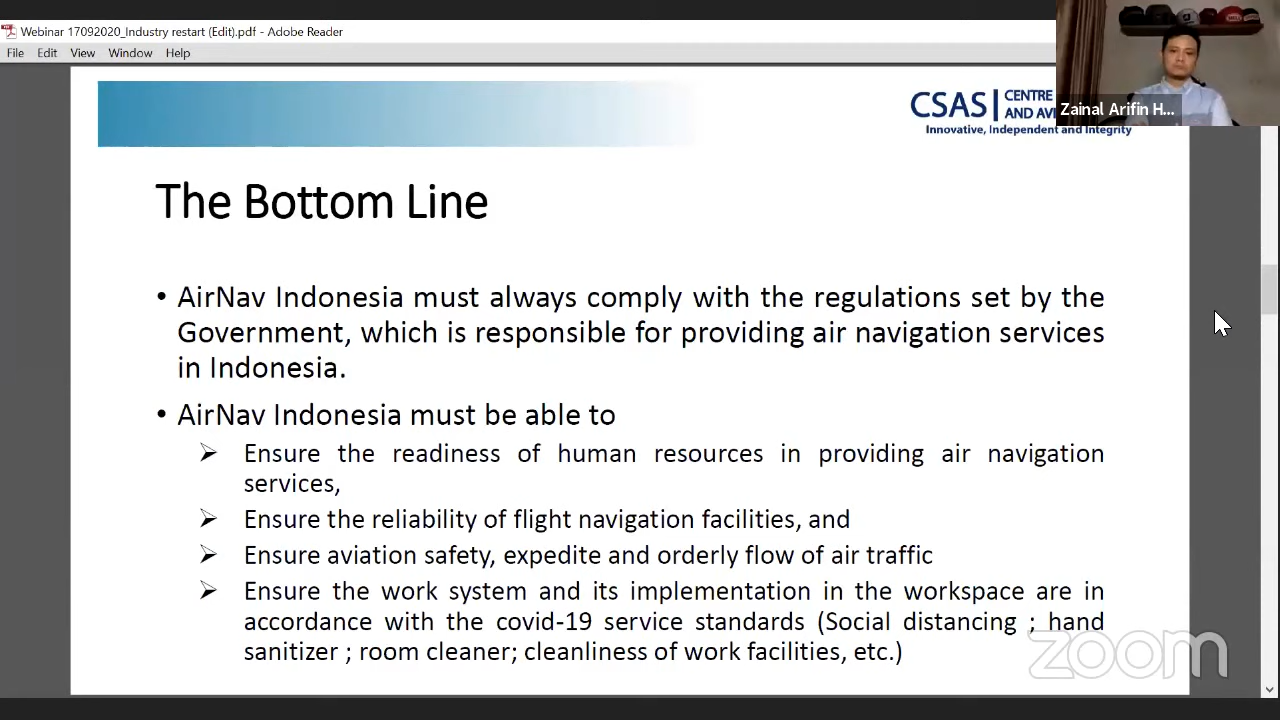 Webinar 17092020_Industry restart (Edit).pdf - Adobe Reader
File Edit View Window Help
CSAS
CENTRE
AND AVI
Innovative, Independent and Integrity
Zainal Arifin H...
The Bottom Line
• AirNav Indonesia must always comply with the regulations set by the
Government, which is responsible for providing air navigation services
in Indonesia.
• AirNav Indonesia must be able to
➢ Ensure the readiness of human resources in providing air navigation
services,
➢ Ensure the reliability of flight navigation facilities, and
➢ Ensure aviation safety, expedite and orderly flow of air traffic
➢ Ensure the work system and its implementation in the workspace are in
accordance with the covid-19 service standards (Social distancing ; hand
sanitizer ; room cleaner; cleanliness of work facilities, etc.)
zoom